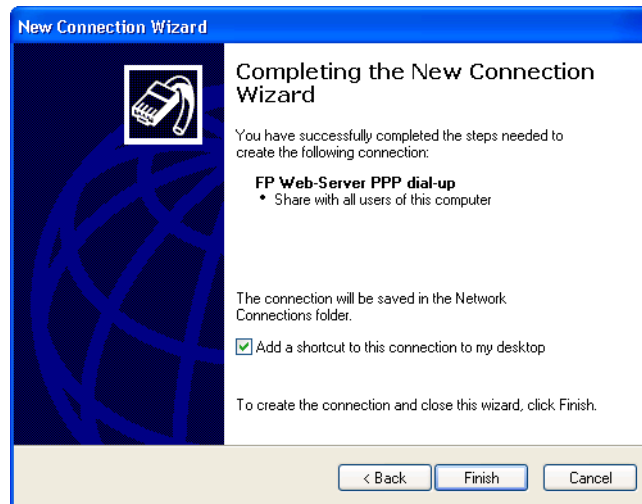 New Connection Wizard
Completing the New Connection
Wizard
You have successfully completed the steps needed to
create the following connection:
FP Web-Server PPP dial-up
• Share with all users of this computer
The connection will be saved in the Network
Connections folder.
Add a shortcut to this connection to my desktop
To create the connection and close this wizard, click Finish.
< Back
Finish
Cancel